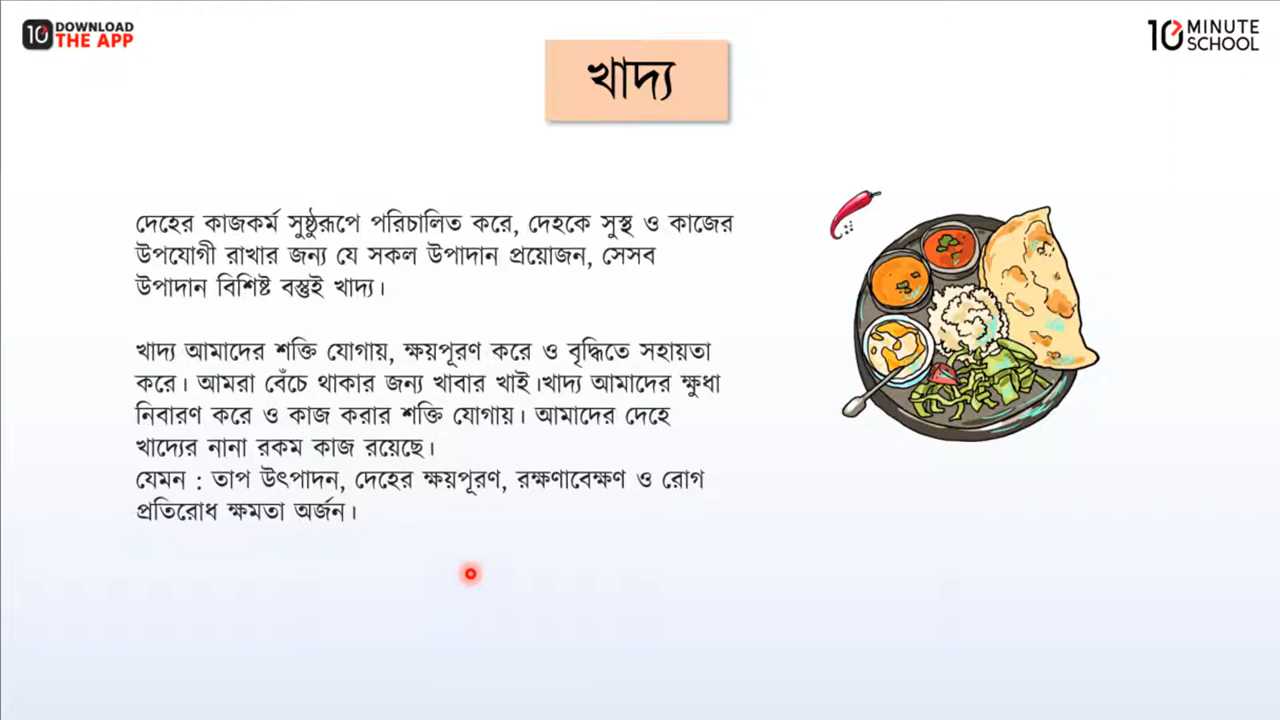 DOWNLOAD
THE APP
10 MINUTE
SCHOOL
খাদ্য
দেহের কাজকর্ম সুষ্ঠুরূপে পরিচালিত করে, দেহকে সুস্থ ও কাজের
উপযোগী রাখার জন্য যে সকল উপাদান প্রয়োজন, সেসব
উপাদান বিশিষ্ট বস্তুই খাদ্য।
খাদ্য আমাদের শক্তি যোগায়, ক্ষয়পূরণ করে ও বৃদ্ধিতে সহায়তা
করে। আমরা বেঁচে থাকার জন্য খাবার খাই।খাদ্য আমাদের ক্ষুধা
নিবারণ করে ও কাজ করার শক্তি যোগায়। আমাদের দেহে
খাদ্যের নানা রকম কাজ রয়েছে।
যেমন : তাপ উৎপাদন, দেহের ক্ষয়পূরণ, রক্ষণাবেক্ষণ ও রোগ
প্রতিরোধ ক্ষমতা অর্জন।